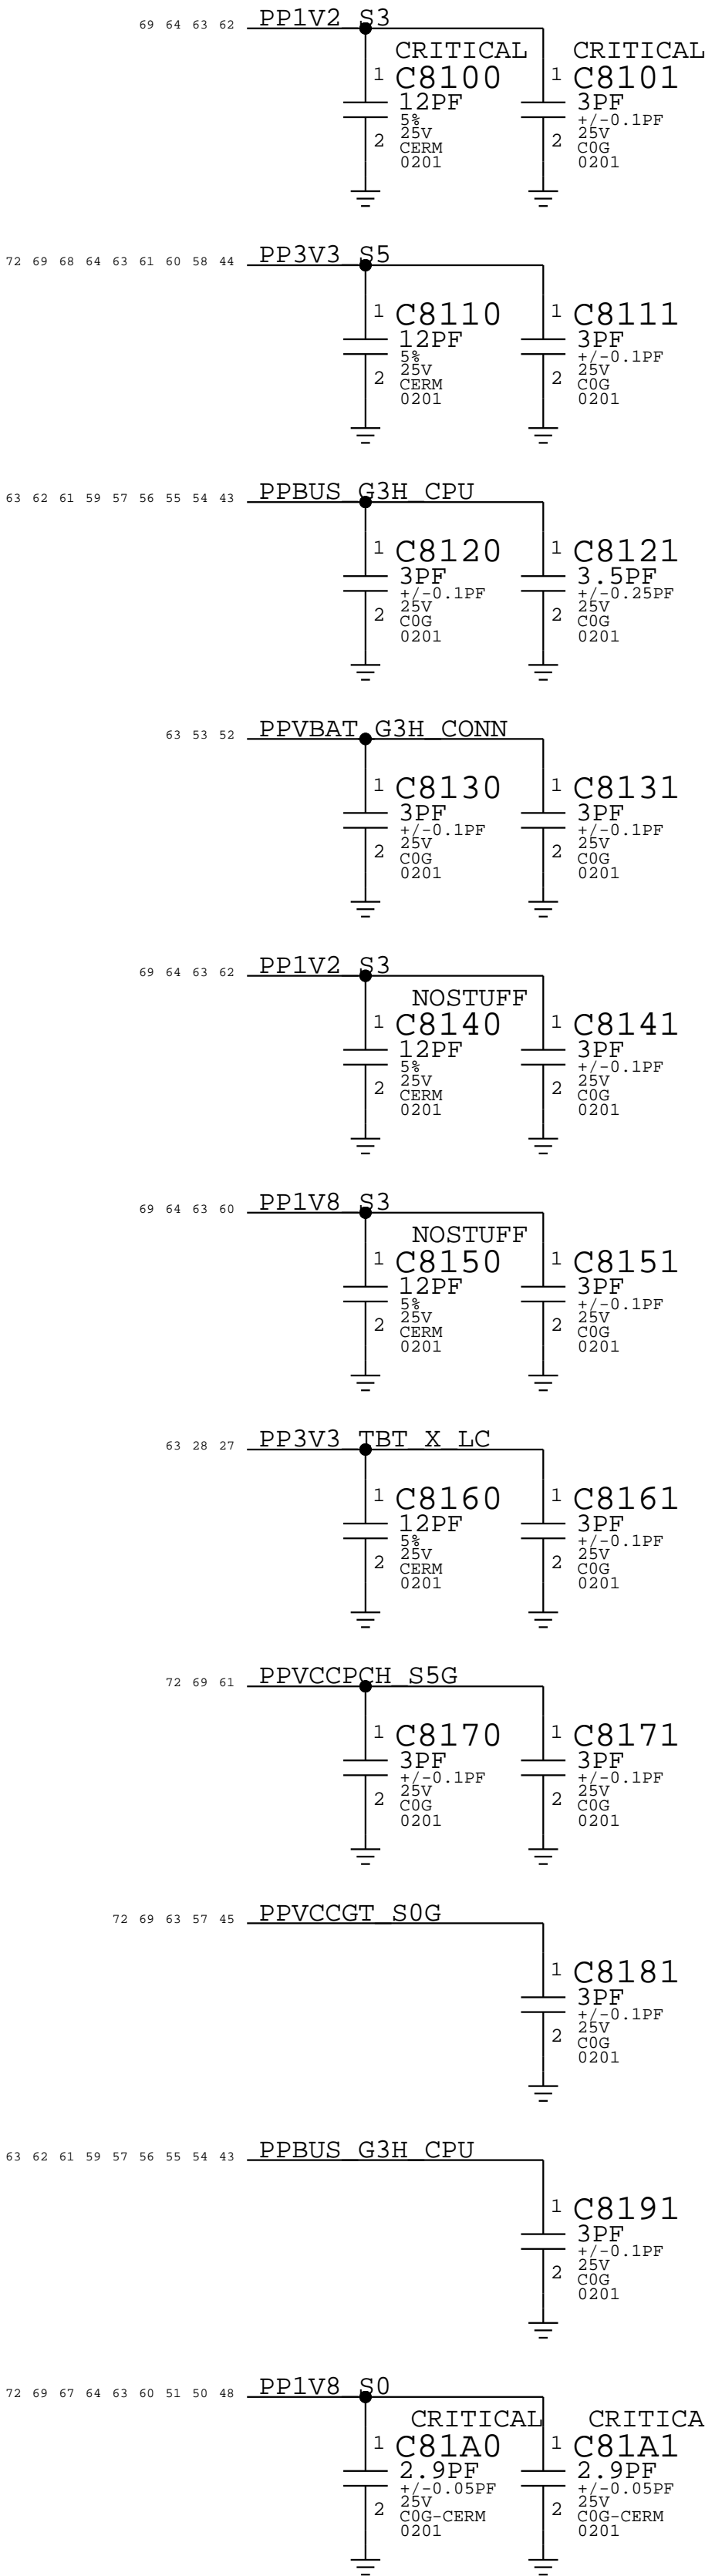 69 64 63 62 PP1V2_S3
CRITICAL CRITICAL
1 C8100 1 C8101
12PF 3PF
5% +/-0.1PF
2 25V 2 25V
CERM C0G
0201 0201
72 69 68 64 63 61 60 58 44 PP3V3_S5
1 C8110 1 C8111
12PF 3PF
5% +/-0.1PF
2 25V 2 25V
CERM C0G
0201 0201
63 62 61 59 57 56 55 54 43 PPBUS_G3H_CPU
1 C8120 1 C8121
3PF 3.5PF
+/-0.1PF +/-0.25PF
2 25V 2 25V
C0G C0G
0201 0201
63 53 52 PPVBAT_G3H_CONN
1 C8130 1 C8131
3PF 3PF
+/-0.1PF +/-0.1PF
2 25V 2 25V
C0G C0G
0201 0201
69 64 63 62 PP1V2_S3
NOSTUFF
1 C8140 1 C8141
12PF 3PF
5% +/-0.1PF
2 25V 2 25V
CERM C0G
0201 0201
69 64 63 60 PP1V8_S3
NOSTUFF
1 C8150 1 C8151
12PF 3PF
5% +/-0.1PF
2 25V 2 25V
CERM C0G
0201 0201
63 28 27 PP3V3_TBT_X_LC
1 C8160 1 C8161
12PF 3PF
5% +/-0.1PF
2 25V 2 25V
CERM C0G
0201 0201
72 69 61 PPVCCPCH_S5G
1 C8170 1 C8171
3PF 3PF
+/-0.1PF +/-0.1PF
2 25V 2 25V
C0G C0G
0201 0201
72 69 63 57 45 PPVCCGT_S0G
1 C8181
3PF
+/-0.1PF
2 25V
C0G
0201
63 62 61 59 57 56 55 54 43 PPBUS_G3H_CPU
1 C8191
3PF
+/-0.1PF
2 25V
C0G
0201
72 69 67 64 63 60 51 50 48 PP1V8_S0
CRITICAL CRITICA
1 C81A0 1 C81A1
2.9PF 2.9PF
+/-0.05PF +/-0.05PF
2 25V 2 25V
C0G-CERM C0G-CERM
0201 0201